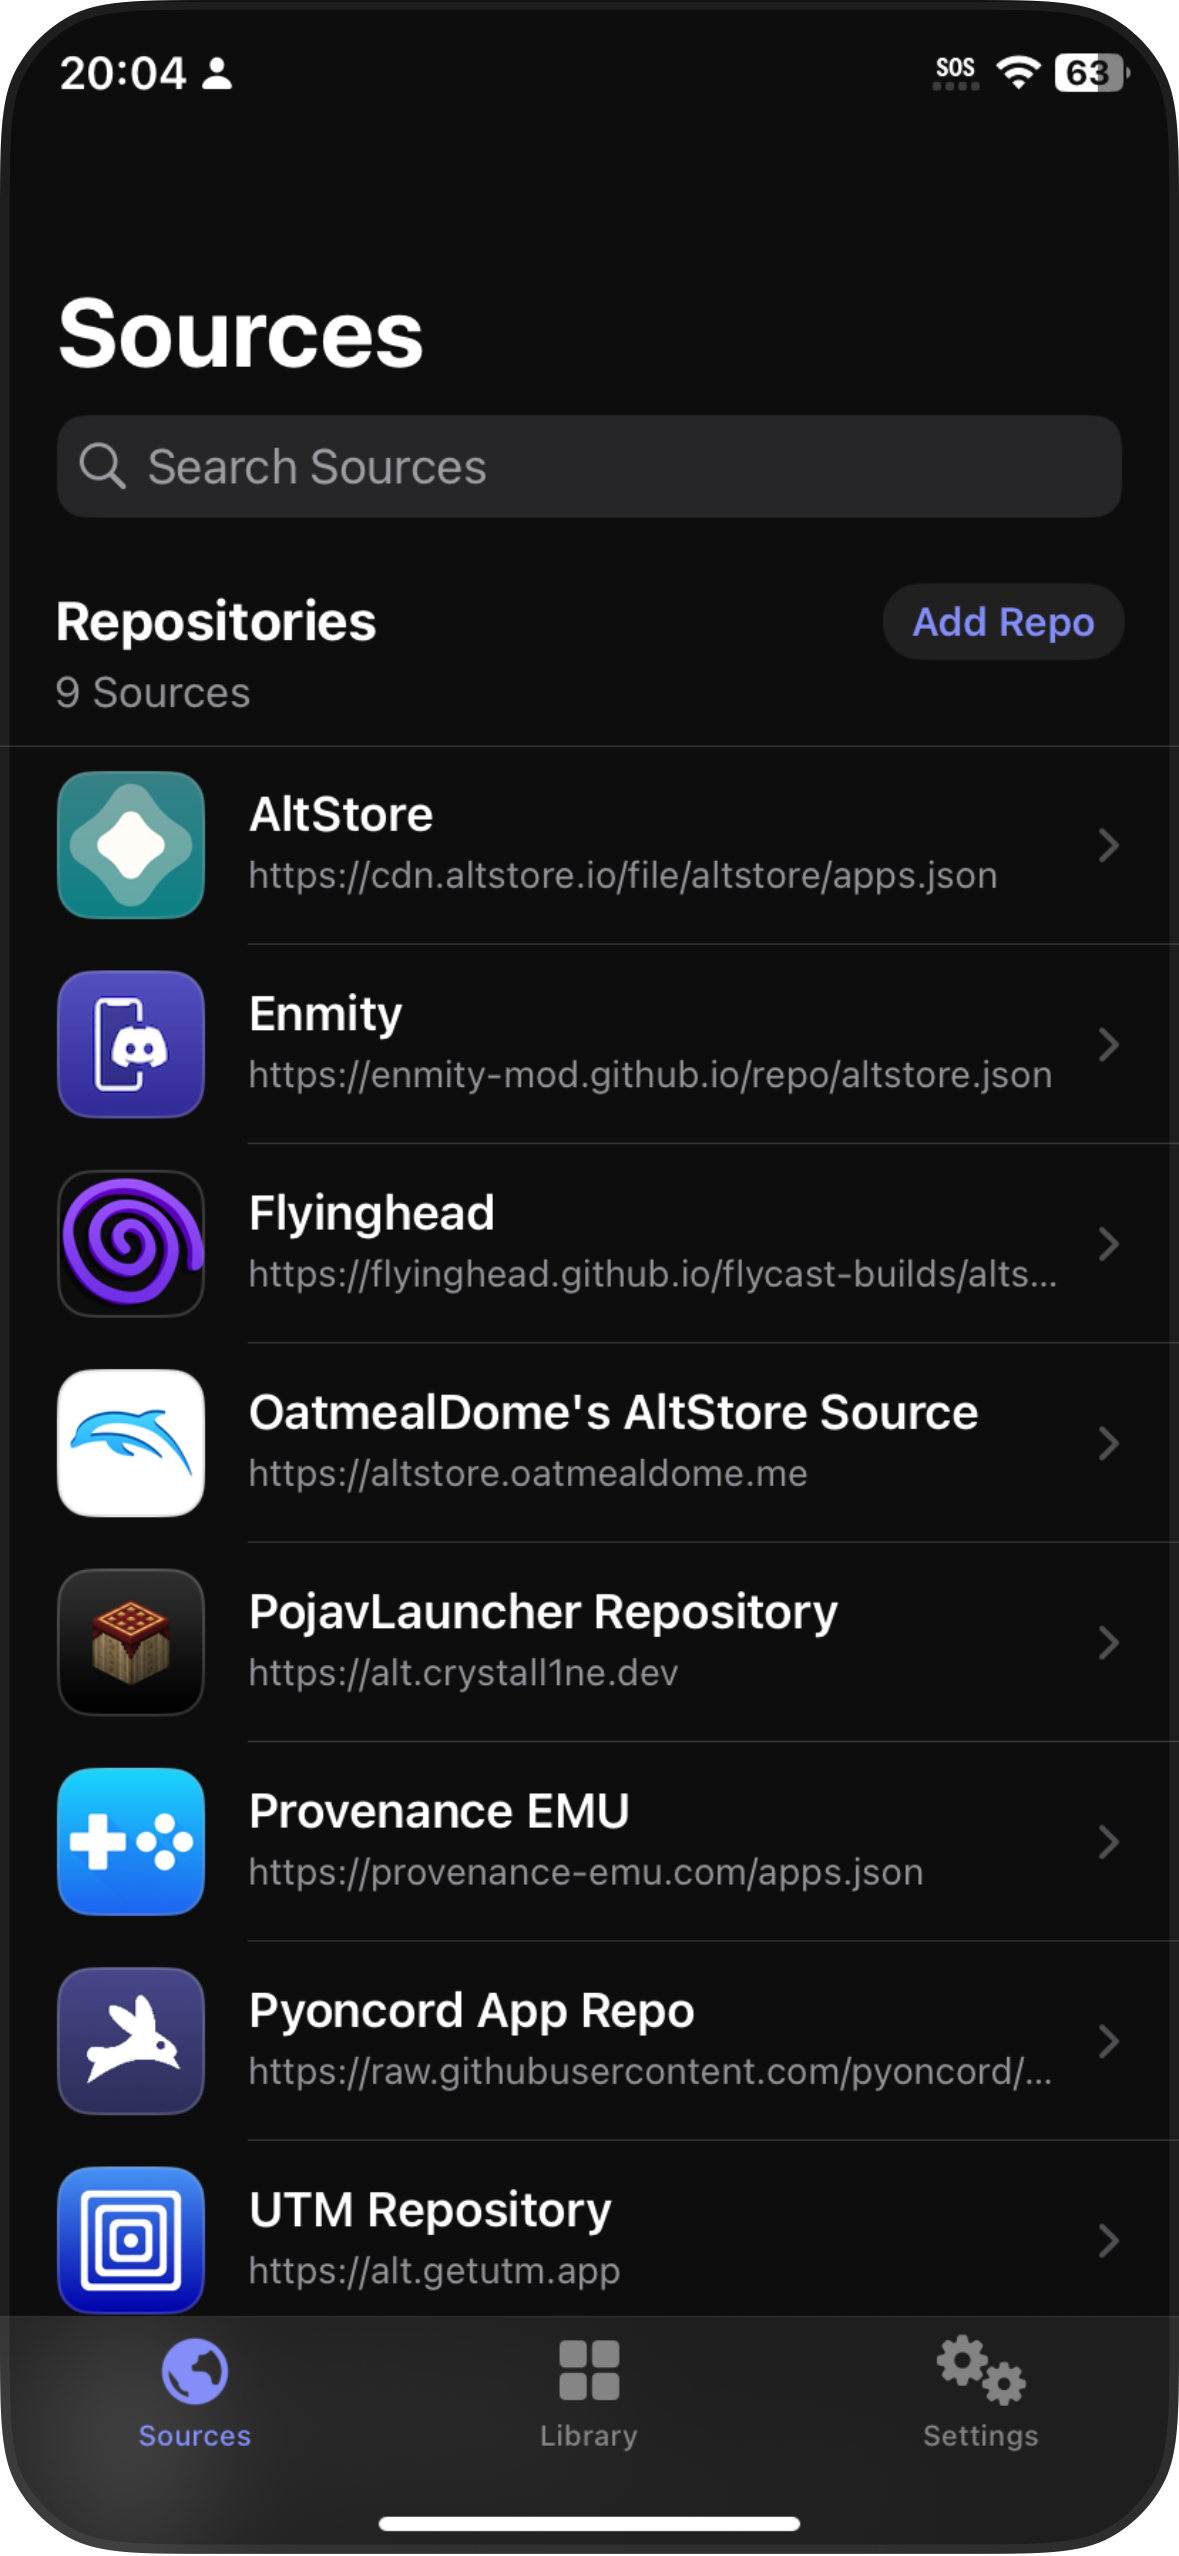 20:04
SOS
63
Sources
Search Sources
Repositories
Add Repo
9 Sources
AltStore
https://cdn.altstore.io/file/altstore/apps.json
Enmity
https://enmity-mod.github.io/repo/altstore.json
Flyinghead
https://flyinghead.github.io/flycast-builds/alts...
OatmealDome's AltStore Source
https://altstore.oatmealdome.me
PojavLauncher Repository
https://alt.crystall1ne.dev
Provenance EMU
https://provenance-emu.com/apps.json
Pyoncord App Repo
https://raw.githubusercontent.com/pyoncord/...
UTM Repository
https://alt.getutm.app
Sources
Library
Settings